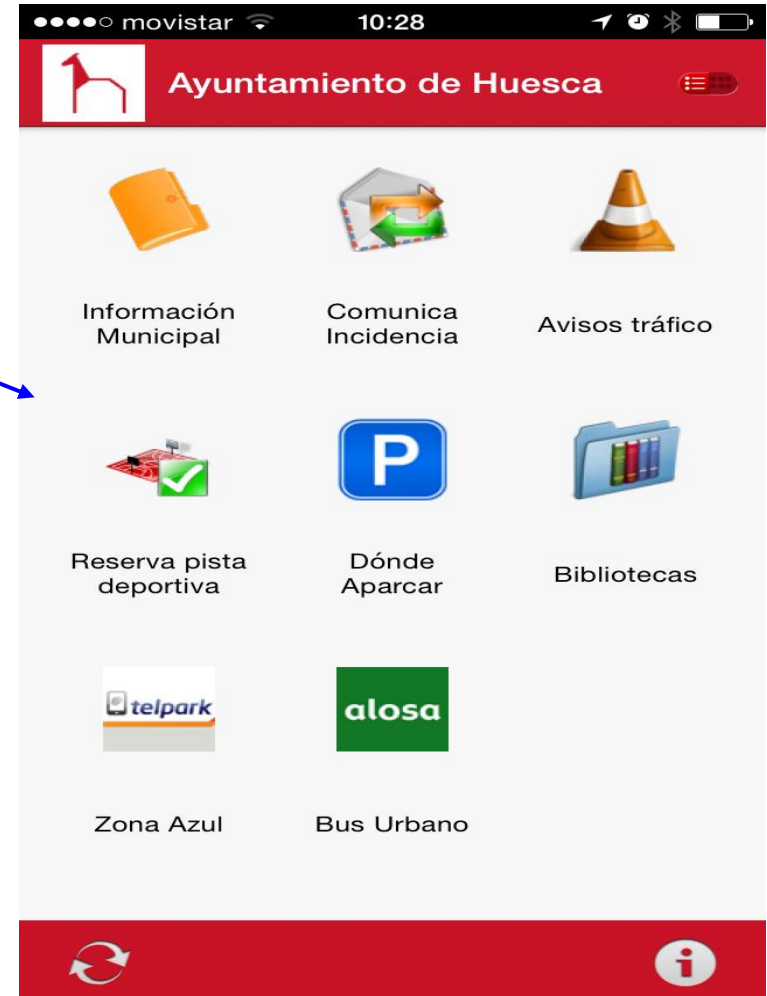 movistar 10:28
Ayuntamiento de Huesca
Información
Municipal
Comunica
Incidencia
Avisos tráfico
Reserva pista
deportiva
P
Dónde
Aparcar
Bibliotecas
telpark
alosa
Zona Azul
Bus Urbano
i